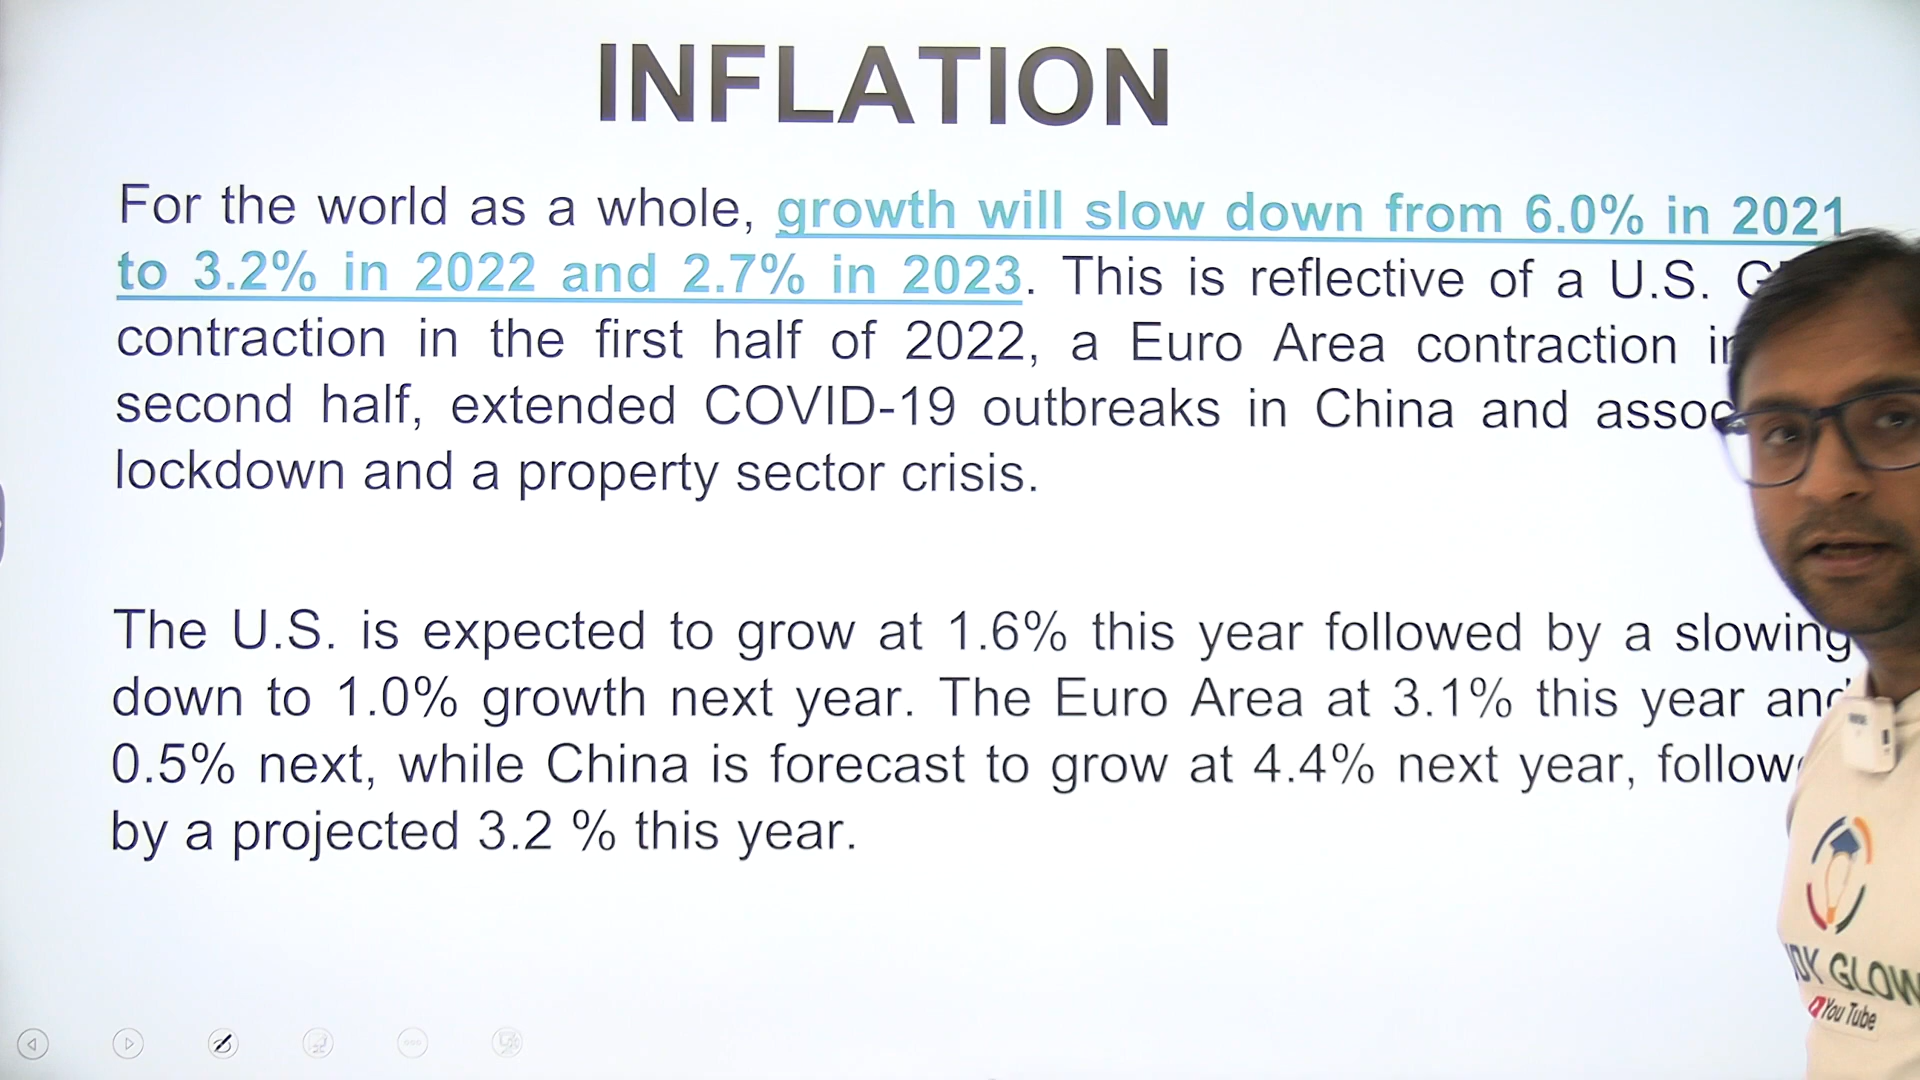 INFLATION
For the world as a whole, growth will slow down from 6.0% in 2021
to 3.2% in 2022 and 2.7% in 2023. This is reflective of a U.S.
contraction in the first half of 2022, a Euro Area contraction
second half, extended COVID-19 outbreaks in China and
lockdown and a property sector crisis.
The U.S. is expected to grow at 1.6% this year followed by a slowing
down to 1.0% growth next year. The Euro Area at 3.1% this year and
0.5% next, while China is forecast to grow at 4.4% next year,
by a projected 3.2 % this year.
GLOW
YouTube